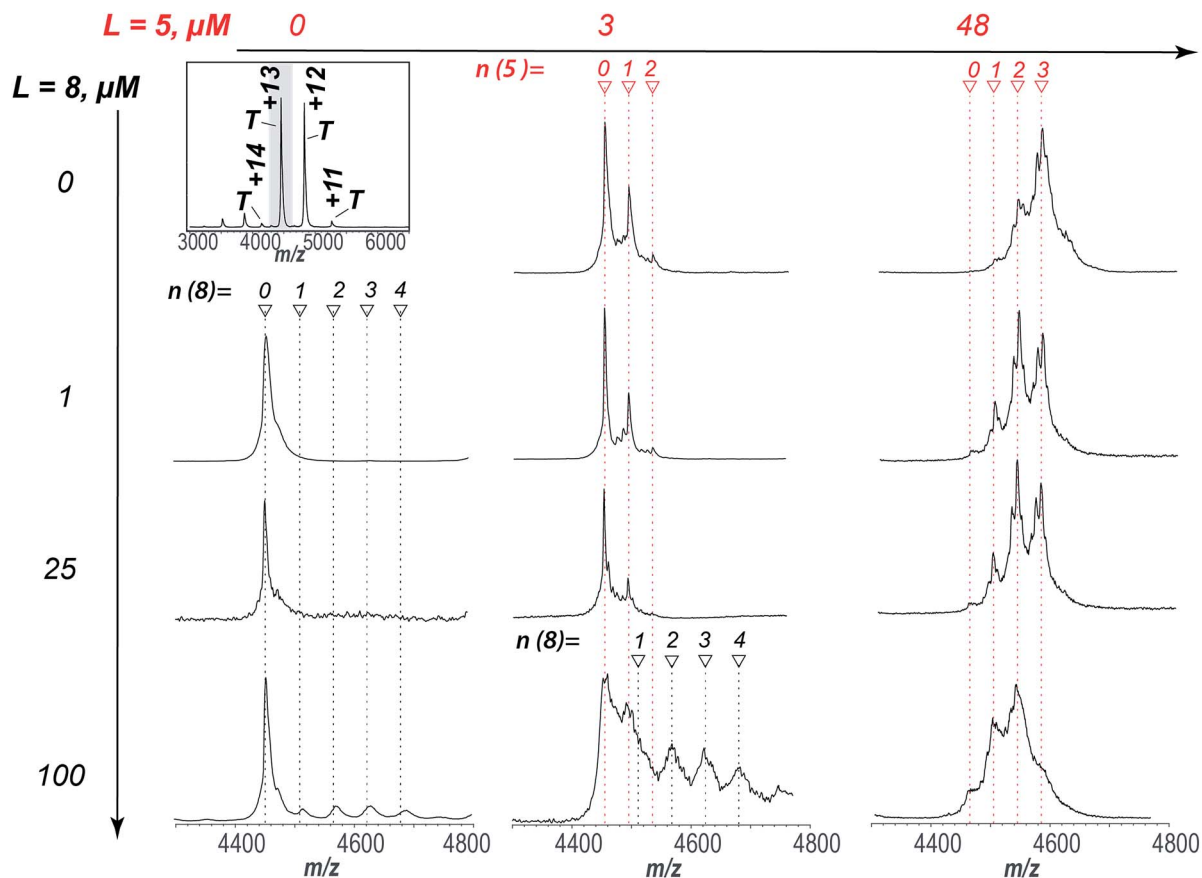 L = 5, µM 0 3 48
L = 8, µM
n (5 )= 0 1 2
0 1 2 3
T +14
T +13
T +12
T +11
3000 4000 5000 6000
m/z
0
n (8)= 0 1 2 3 4
1
25
n (8)= 1 2 3 4
100
4400 4600 4800
m/z
4400 4600 4800
m/z
4400 4600 4800
m/z